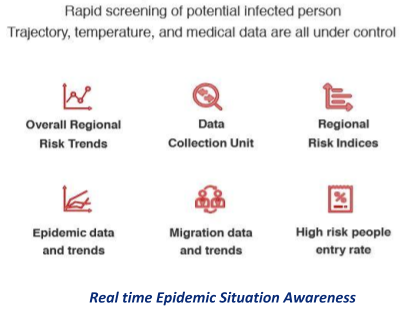 Rapid screening of potential infected person
Trajectory, temperature, and medical data are all under control
Overall Regional
Risk Trends
Data
Collection Unit
Regional
Risk Indices
Epidemic data
and trends
Migration data
and trends
%
High risk people
entry rate
Real time Epidemic Situation Awareness